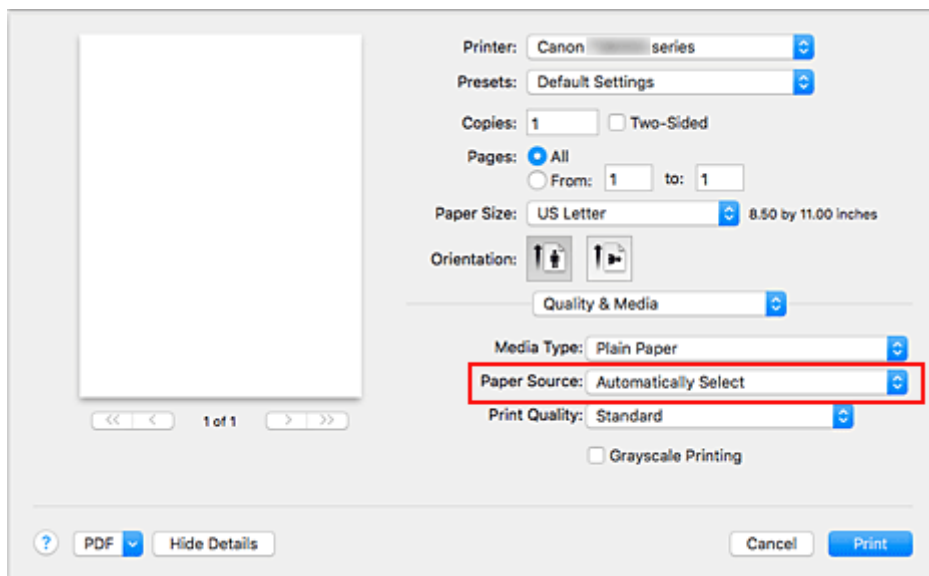 Printer: Canon series
Presets: Default Settings
Copies: 1 Two-Sided
Pages: All
From: 1 to: 1
Paper Size: US Letter 8.50 by 11.00 inches
Orientation:
Quality & Media
Media Type: Plain Paper
Paper Source: Automatically Select
Print Quality: Standard
Grayscale Printing
<< < 1 of 1 > >>
? PDF Hide Details Cancel Print